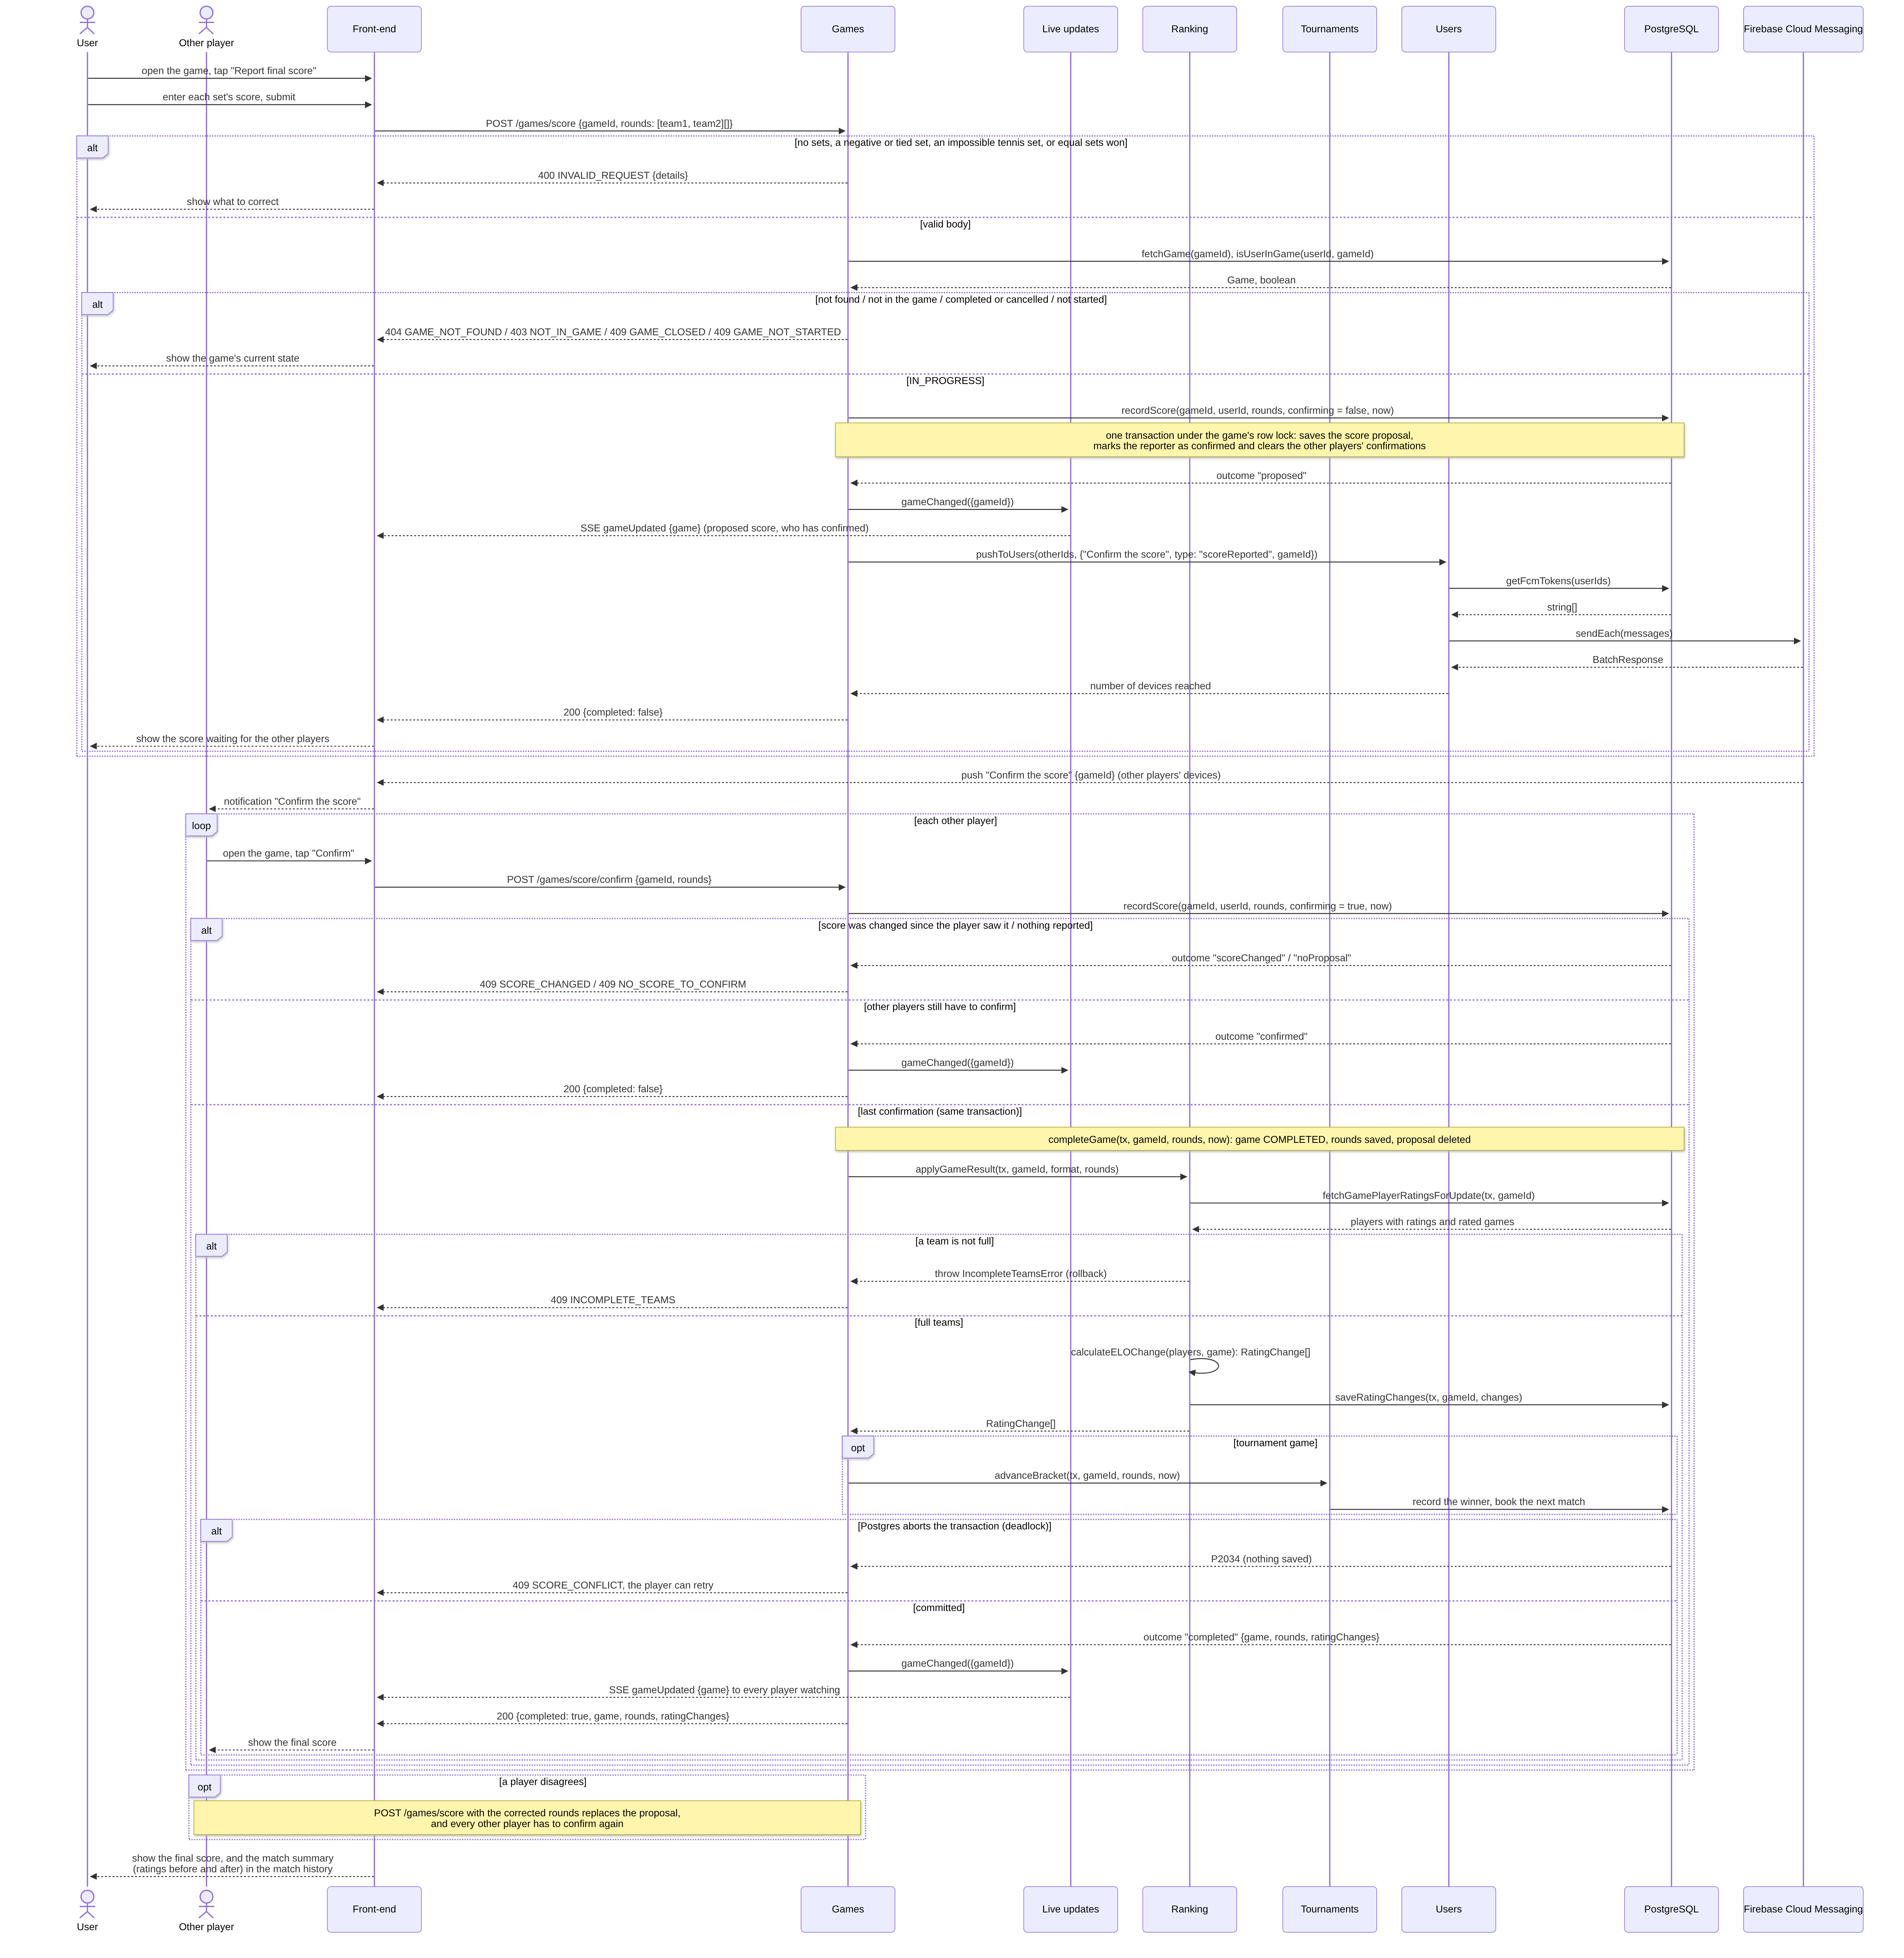 User
Other player
Front-end
Games
Live updates
Ranking
Tournaments
Users
PostgreSQL
Firebase Cloud Messaging
open the game, tap "Report final score"
enter each set's score, submit
POST /games/score {gameId, rounds: [team1, team2][]}
alt
[no sets, a negative or tied set, an impossible tennis set, or equal sets won]
400 INVALID_REQUEST {details}
show what to correct
[valid body]
fetchGame(gameId), isUserInGame(userId, gameId)
Game, boolean
alt
[not found / not in the game / completed or cancelled / not started]
404 GAME_NOT_FOUND / 403 NOT_IN_GAME / 409 GAME_CLOSED / 409 GAME_NOT_STARTED
show the game's current state
[IN_PROGRESS]
recordScore(gameId, userId, rounds, confirming = false, now)
one transaction under the game's row lock: saves the score proposal,
marks the reporter as confirmed and clears the other players' confirmations
outcome "proposed"
gameChanged({gameId})
SSE gameUpdated {game} (proposed score, who has confirmed)
pushToUsers(otherIds, {"Confirm the score", type: "scoreReported", gameId})
getFcmTokens(userIds)
string[]
sendEach(messages)
BatchResponse
number of devices reached
200 {completed: false}
show the score waiting for the other players
push "Confirm the score" {gameId} (other players' devices)
notification "Confirm the score"
loop
[each other player]
open the game, tap "Confirm"
POST /games/score/confirm {gameId, rounds}
recordScore(gameId, userId, rounds, confirming = true, now)
alt
[score was changed since the player saw it / nothing reported]
outcome "scoreChanged" / "noProposal"
409 SCORE_CHANGED / 409 NO_SCORE_TO_CONFIRM
[other players still have to confirm]
outcome "confirmed"
gameChanged({gameId})
200 {completed: false}
[last confirmation (same transaction)]
completeGame(tx, gameId, rounds, now): game COMPLETED, rounds saved, proposal deleted
applyGameResult(tx, gameId, format, rounds)
fetchGamePlayerRatingsForUpdate(tx, gameId)
players with ratings and rated games
alt
[a team is not full]
throw IncompleteTeamsError (rollback)
409 INCOMPLETE_TEAMS
[full teams]
calculateELOChange(players, game): RatingChange[]
saveRatingChanges(tx, gameId, changes)
RatingChange[]
opt
[tournament game]
advanceBracket(tx, gameId, rounds, now)
record the winner, book the next match
alt
[Postgres aborts the transaction (deadlock)]
P2034 (nothing saved)
409 SCORE_CONFLICT, the player can retry
[committed]
outcome "completed" {game, rounds, ratingChanges}
gameChanged({gameId})
SSE gameUpdated {game} to every player watching
200 {completed: true, game, rounds, ratingChanges}
show the final score
opt
[a player disagrees]
POST /games/score with the corrected rounds replaces the proposal,
and every other player has to confirm again
show the final score, and the match summary
(ratings before and after) in the match history
User
Other player
Front-end
Games
Live updates
Ranking
Tournaments
Users
PostgreSQL
Firebase Cloud Messaging